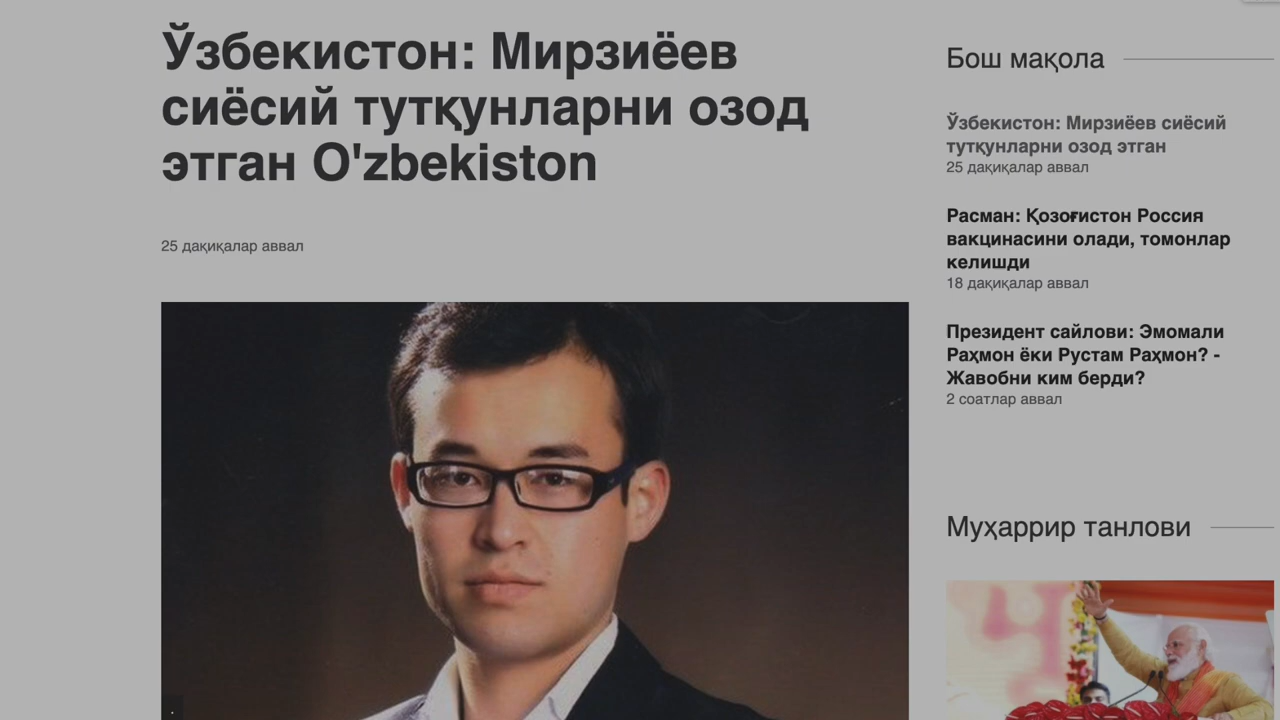 Ўзбекистон: Мирзиёев
сиёсий тутқунларни озод
этган O'zbekiston
25 дақиқалар аввал
Бош мақола
Ўзбекистон: Мирзиёев сиёсий
тутқунларни озод этган
25 дақиқалар аввал
Расман: Қозоғистон Россия
вакцинасини олади, томонлар
келишди
18 дақиқалар аввал
Президент сайлови: Эмомали
Раҳмон ёки Рустам Раҳмон? -
Жавобни ким берди?
2 соатлар аввал
Муҳаррир танлови